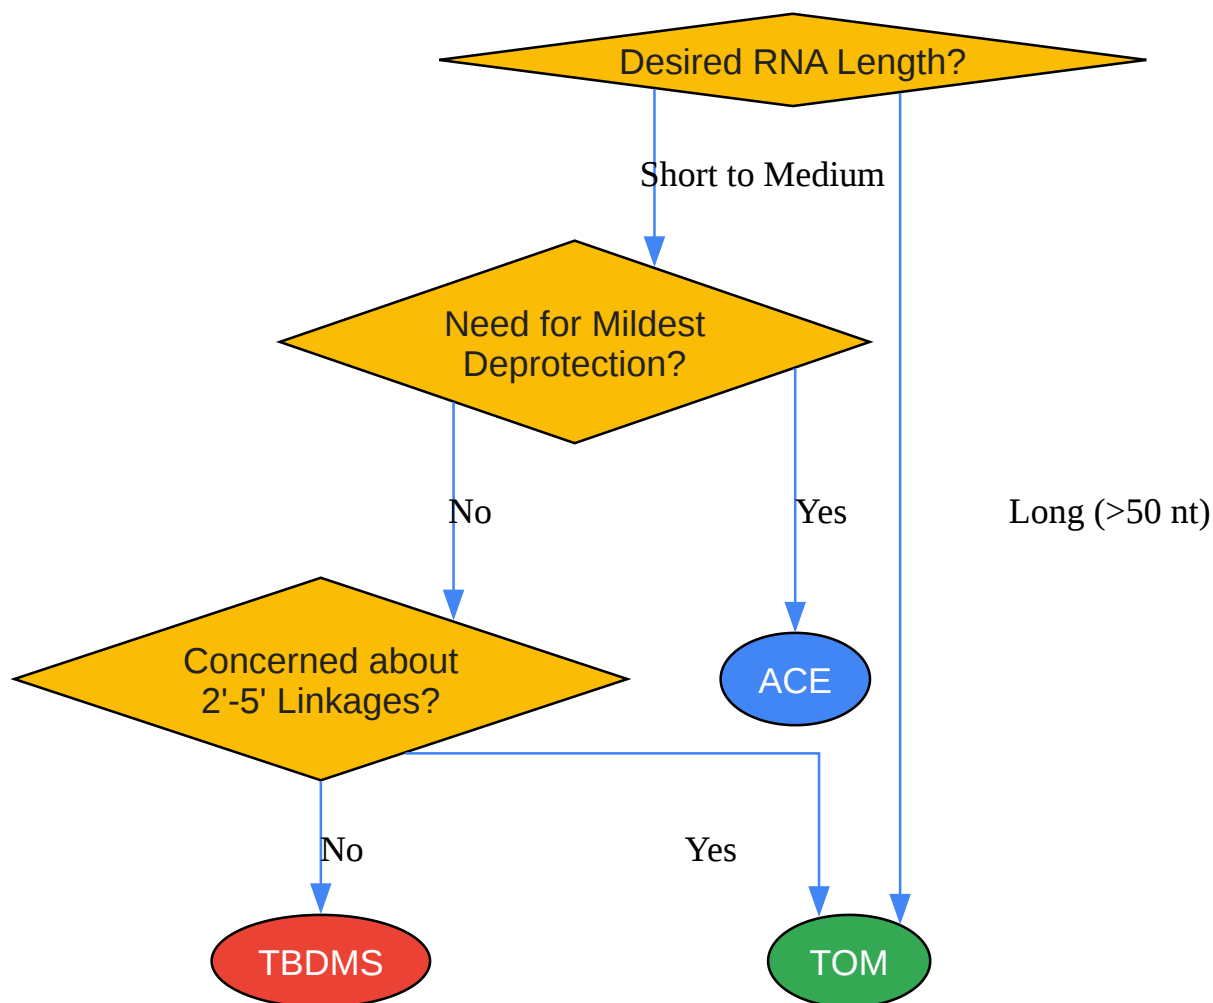 Desired RNA Length?
Short to Medium
Need for Mildest
Deprotection?
No
Yes
Long (>50 nt)
Concerned about
2'-5' Linkages?
ACE
No
Yes
TBDMS
TOM